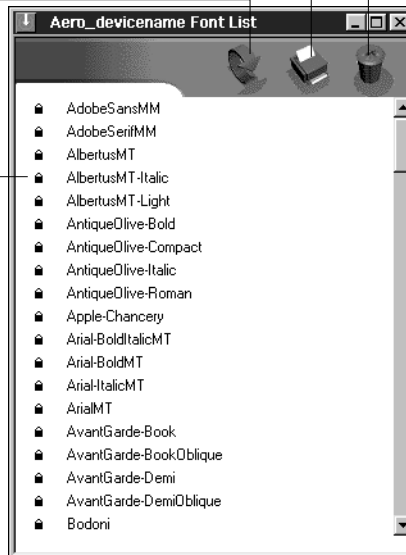 Aero_devicename Font List
AdobeSansMM
AdobeSerifMM
AlbertusMT
AlbertusMT-Italic
AlbertusMT-Light
AntiqueOlive-Bold
AntiqueOlive-Compact
AntiqueOlive-Italic
AntiqueOlive-Roman
Apple-Chancery
Arial-BoldItalicMT
Arial-BoldMT
Arial-ItalicMT
ArialMT
AvantGarde-Book
AvantGarde-BookOblique
AvantGarde-Demi
AvantGarde-DemiOblique
Bodoni